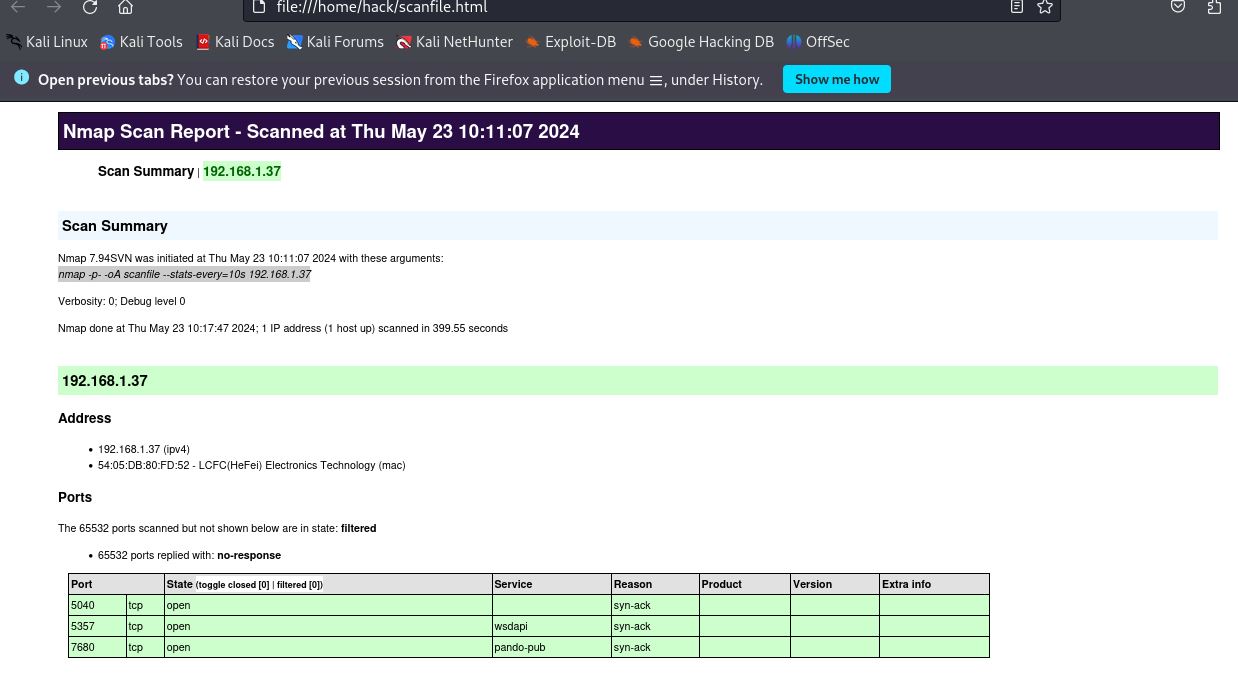 file:///home/hack/scanfile.html
Kali Linux Kali Tools Kali Docs Kali Forums Kali NetHunter Exploit-DB Google Hacking DB OffSec
Open previous tabs? You can restore your previous session from the Firefox application menu ☰, under History. Show me how
Nmap Scan Report - Scanned at Thu May 23 10:11:07 2024
Scan Summary | 192.168.1.37
Scan Summary
Nmap 7.94SVN was initiated at Thu May 23 10:11:07 2024 with these arguments:
nmap -p- -oA scanfile --stats-every=10s 192.168.1.37
Verbosity: 0; Debug level 0
Nmap done at Thu May 23 10:17:47 2024; 1 IP address (1 host up) scanned in 399.55 seconds
192.168.1.37
Address
• 192.168.1.37 (ipv4)
• 54:05:DB:80:FD:52 - LCFC(HeFei) Electronics Technology (mac)
Ports
The 65532 ports scanned but not shown below are in state: filtered
• 65532 ports replied with: no-response
Port State (toggle closed [0] | filtered [0]) Service Reason Product Version Extra info
5040 tcp open syn-ack
5357 tcp open wsdapi syn-ack
7680 tcp open pando-pub syn-ack